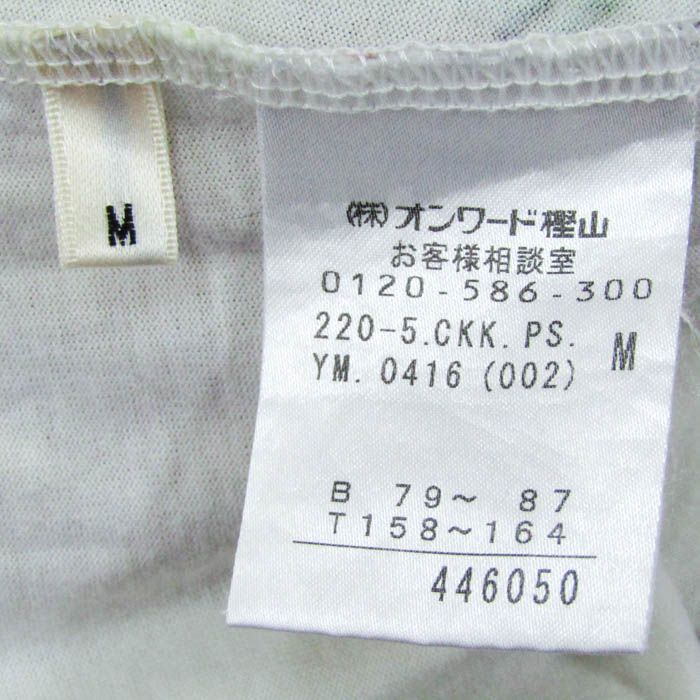 M
(株)オンワード樫山
お客様相談室
0120-586-300
220-5.CKK.PS.
YM.0416(002)
M
B 79～ 87
T158～164
446050